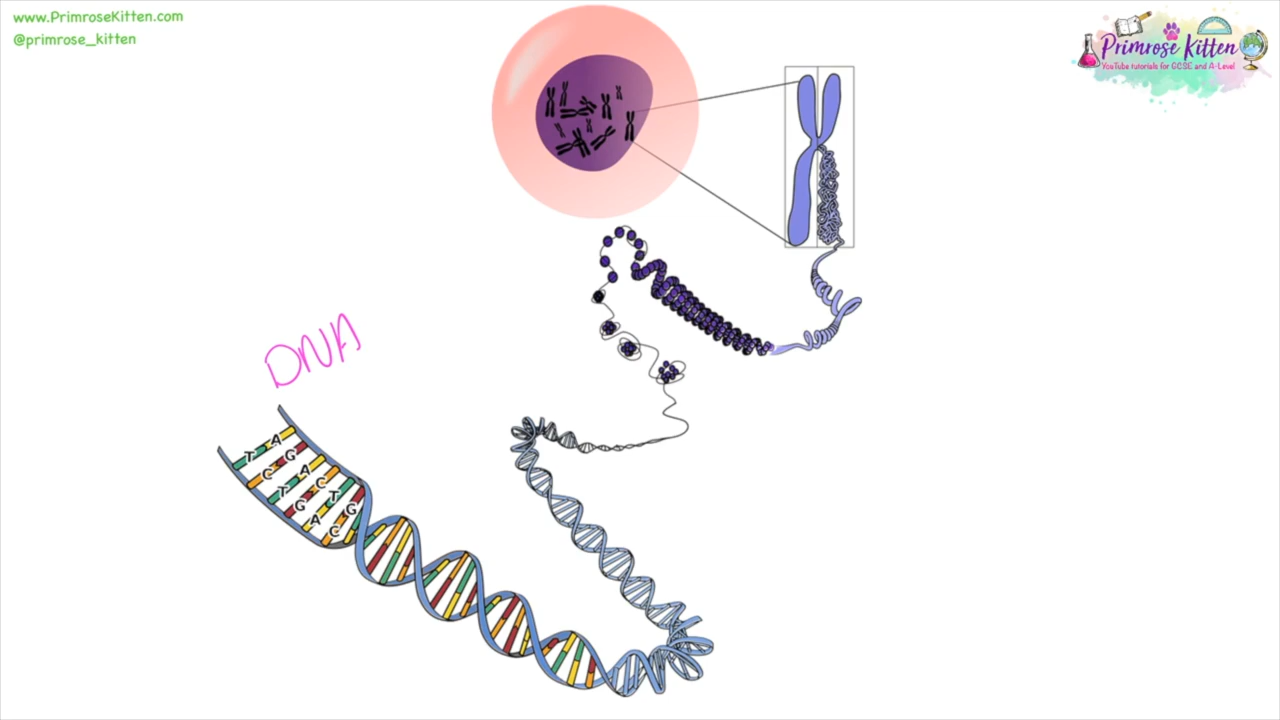 www.PrimroseKitten.com
@primrose_kitten
Primrose Kitten
YouTube tutorials for GCSE and A-Level
DNA
A
T
G
C
A
T
C
G
T
A
G
C